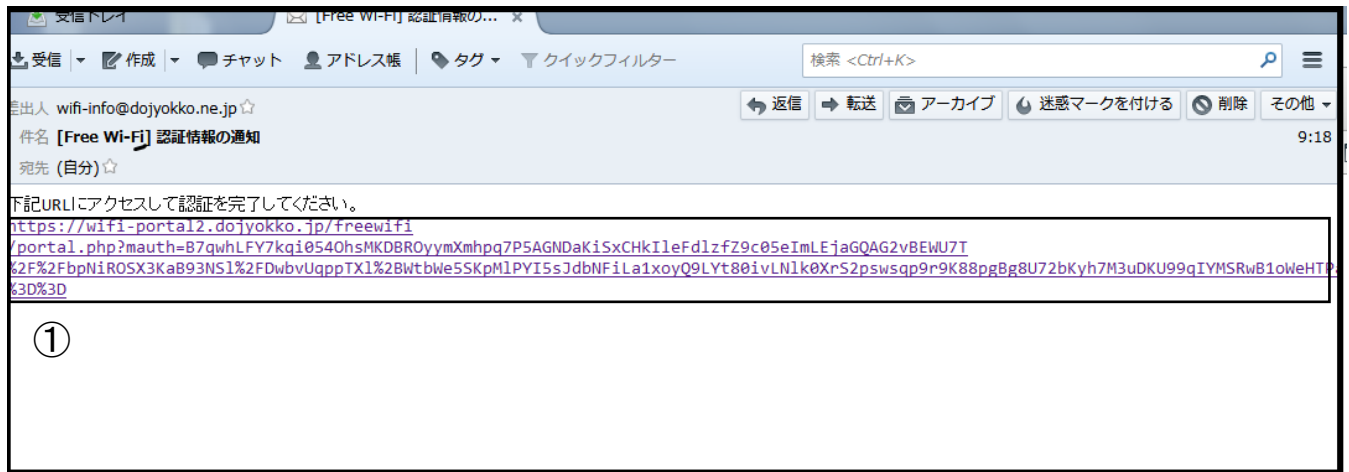 受信トレイ
[Free Wi-Fi] 認証情報の... ×
受信 作成 チャット アドレス帳 タグ クイックフィルター 検索 <Ctrl+K>
差出人 wifi-info@dojyokko.ne.jp 返信 転送 アーカイブ 迷惑マークを付ける 削除 その他
件名 [Free Wi-Fi] 認証情報の通知 9:18
宛先 (自分)
下記URLにアクセスして認証を完了してください。
https://wifi-portal2.dojyokko.jp/freewifi
/portal.php?mauth=B7qwhLFY7kqi054OhsMKDBROyymXmhpq7P5AGNDaKiSxCHkIleFdlzfZ9c05eImLEjaGQAG2vBEWU7T
%2F%2FbpNiROSX3KaB93NSl%2FDwbvUqppTXl%2BWtbWe5SKpMlPYI5sJdbNFiLa1xoyQ9LYt80ivLNlk0XrS2pswsqp9r9K88pgBg8U72bKyh7M3uDKU99qIYMSRwB1oWeHTPa
%3D%3D
①